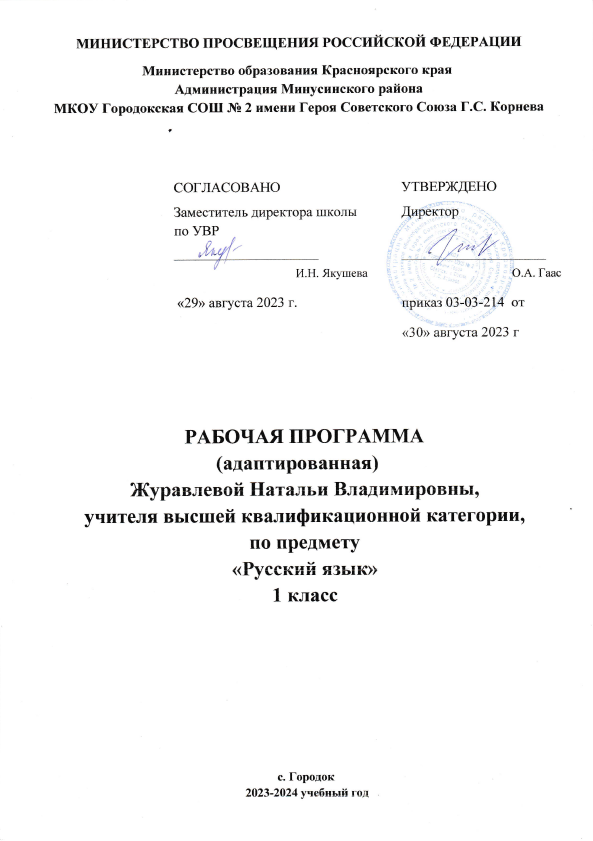 МИНИСТЕРСТВО ПРОСВЕЩЕНИЯ РОССИЙСКОЙ ФЕДЕРАЦИИ
Министерство образования Красноярского края
Администрация Минусинского района
МКОУ Городокская СОШ № 2 имени Героя Советского Союза Г.С. Корнева
СОГЛАСОВАНО
Заместитель директора школы
по УВР
И.Н. Якушева
«29» августа 2023 г.
УТВЕРЖДЕНО
Директор
О.А. Гаас
приказ 03-03-214 от
«30» августа 2023 г
РАБОЧАЯ ПРОГРАММА
(адаптированная)
Журавлевой Натальи Владимировны,
учителя высшей квалификационной категории,
по предмету
«Русский язык»
1 класс
с. Городок
2023-2024 учебный год